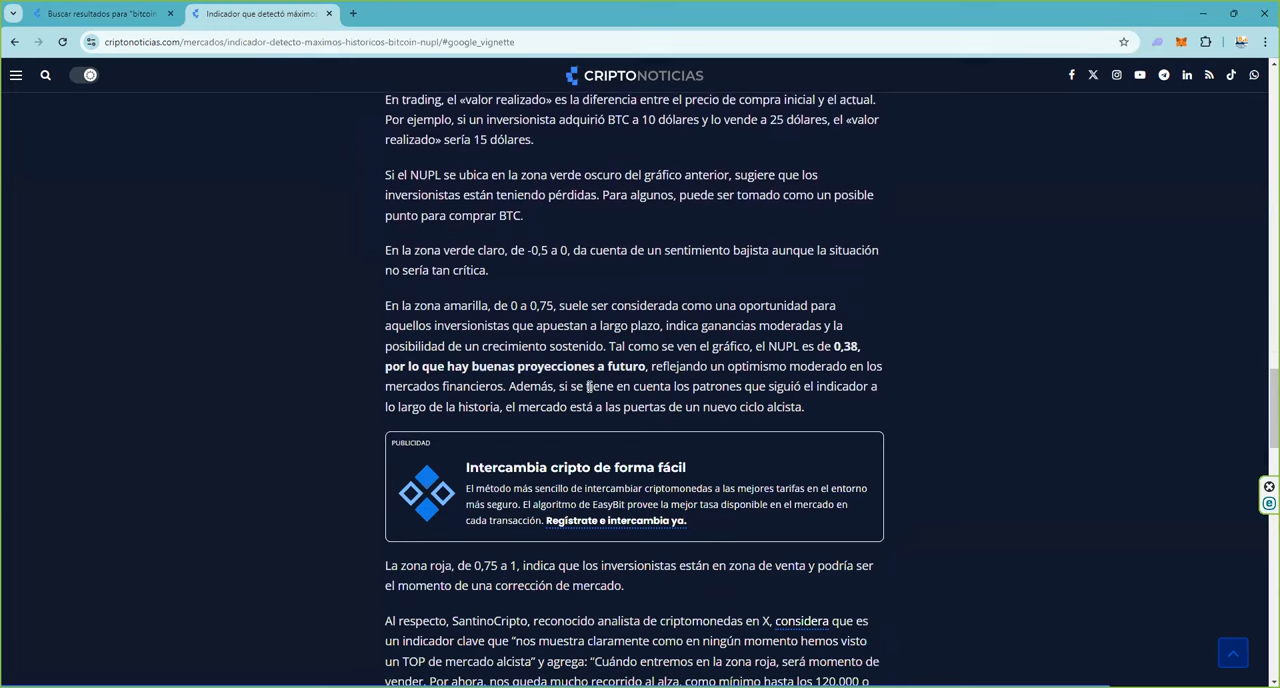 Buscar resultados para "bitcoin
Indicador que detectó máximos
criptonoticias.com/mercados/indicador-detecto-maximos-historicos-bitcoin-nupl/#google_vignette
CRIPTONOTICIAS
En trading, el «valor realizado» es la diferencia entre el precio de compra inicial y el actual.
Por ejemplo, si un inversionista adquirió BTC a 10 dólares y lo vende a 25 dólares, el «valor
realizado» sería 15 dólares.
Si el NUPL se ubica en la zona verde oscuro del gráfico anterior, sugiere que los
inversionistas están teniendo pérdidas. Para algunos, puede ser tomado como un posible
punto para comprar BTC.
En la zona verde claro, de -0,5 a 0, da cuenta de un sentimiento bajista aunque la situación
no sería tan crítica.
En la zona amarilla, de 0 a 0,75, suele ser considerada como una oportunidad para
aquellos inversionistas que apuestan a largo plazo, indica ganancias moderadas y la
posibilidad de un crecimiento sostenido. Tal como se ven el gráfico, el NUPL es de 0,38,
por lo que hay buenas proyecciones a futuro, reflejando un optimismo moderado en los
mercados financieros. Además, si se tiene en cuenta los patrones que siguió el indicador a
lo largo de la historia, el mercado está a las puertas de un nuevo ciclo alcista.
PUBLICIDAD
Intercambia cripto de forma fácil
El método más sencillo de intercambiar criptomonedas a las mejores tarifas en el entorno
más seguro. El algoritmo de EasyBit provee la mejor tasa disponible en el mercado en
cada transacción. Regístrate e intercambia ya.
La zona roja, de 0,75 a 1, indica que los inversionistas están en zona de venta y podría ser
el momento de una corrección de mercado.
Al respecto, SantinoCripto, reconocido analista de criptomonedas en X, considera que es
un indicador clave que "nos muestra claramente como en ningún momento hemos visto
un TOP de mercado alcista" y agrega: "Cuándo entremos en la zona roja, será momento de
vender. Por ahora, nos queda mucho recorrido al alza, como mínimo hasta los 120.000 o